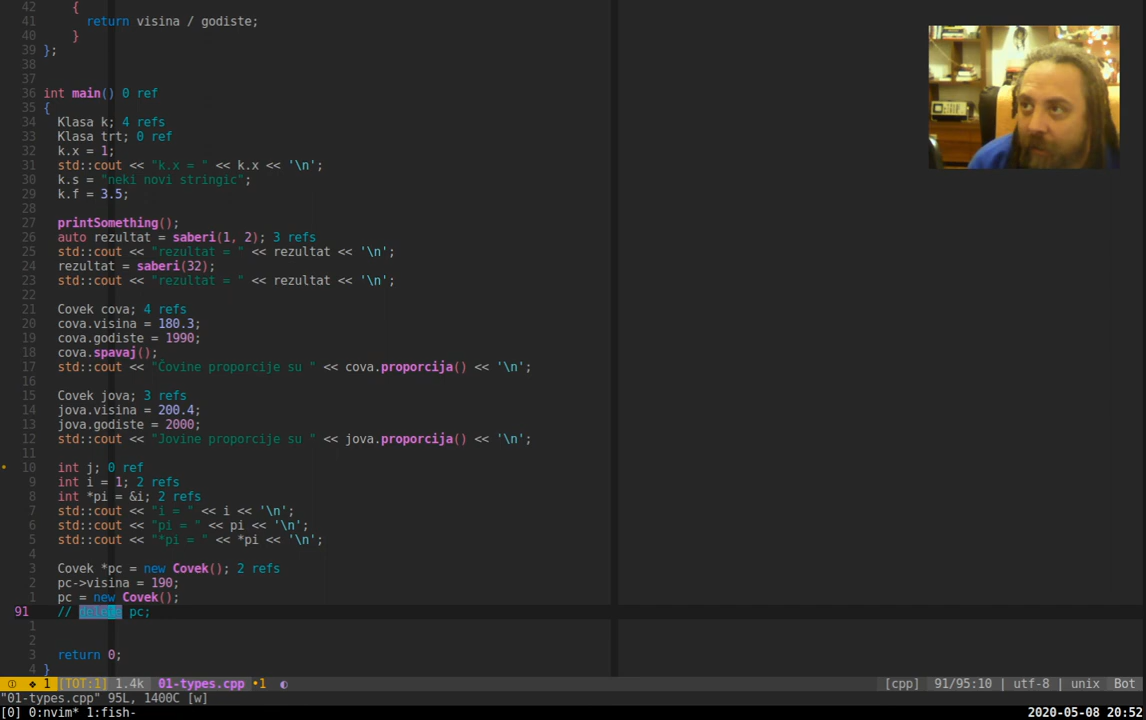 42 {
41 return visina / godiste;
40 }
39 };
38
37
36 int main() 0 ref
35 {
34 Klasa k; 4 refs
33 Klasa trt; 0 ref
32 k.x = 1;
31 std::cout << "k.x = " << k.x << '\n';
30 k.s = "neki novi stringic";
29 k.f = 3.5;
28
27 printSomething();
26 auto rezultat = saberi(1, 2); 3 refs
25 std::cout << "rezultat = " << rezultat << '\n';
24 rezultat = saberi(32);
23 std::cout << "rezultat = " << rezultat << '\n';
22
21 Covek cova; 4 refs
20 cova.visina = 180.3;
19 cova.godiste = 1990;
18 cova.spavaj();
17 std::cout << "Čovine proporcije su " << cova.proporcija() << '\n';
16
15 Covek jova; 3 refs
14 jova.visina = 200.4;
13 jova.godiste = 2000;
12 std::cout << "Jovine proporcije su " << jova.proporcija() << '\n';
11
10 int j; 0 ref
9 int i = 1; 2 refs
8 int *pi = &i; 2 refs
7 std::cout << "i = " << i << '\n';
6 std::cout << "pi = " << pi << '\n';
5 std::cout << "*pi = " << *pi << '\n';
4
3 Covek *pc = new Covek(); 2 refs
2 pc->visina = 190;
1 pc = new Covek();
91 // delete pc;
1
2
3 return 0;
4 }
1 [TOT:1] 1.4k 01-types.cpp •1 [cpp] 91/95:10 | utf-8 | unix Bot
"01-types.cpp" 95L, 1400C [w]
[0] 0:nvim* 1:fish- 2020-05-08 20:52